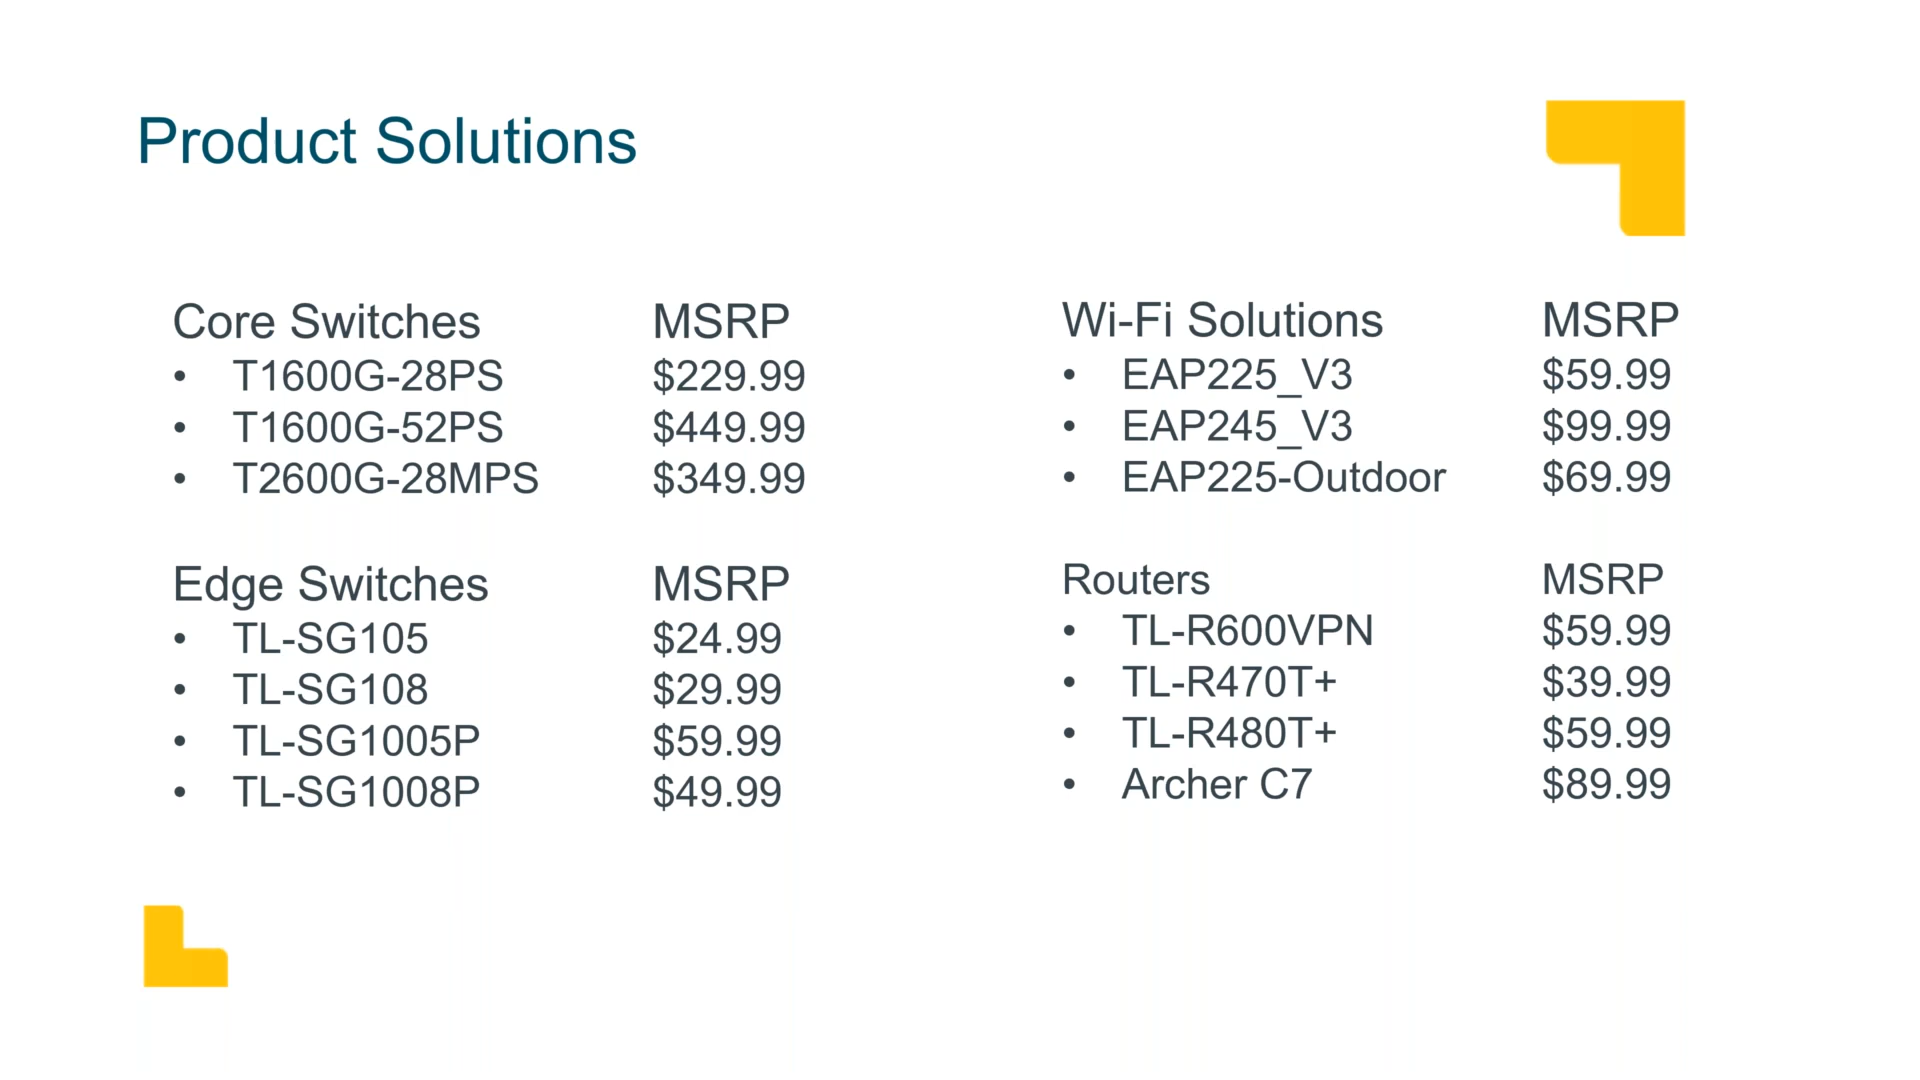 Product Solutions
Core Switches MSRP
• T1600G-28PS $229.99
• T1600G-52PS $449.99
• T2600G-28MPS $349.99
Edge Switches MSRP
• TL-SG105 $24.99
• TL-SG108 $29.99
• TL-SG1005P $59.99
• TL-SG1008P $49.99
Wi-Fi Solutions MSRP
• EAP225_V3 $59.99
• EAP245_V3 $99.99
• EAP225-Outdoor $69.99
Routers MSRP
• TL-R600VPN $59.99
• TL-R470T+ $39.99
• TL-R480T+ $59.99
• Archer C7 $89.99